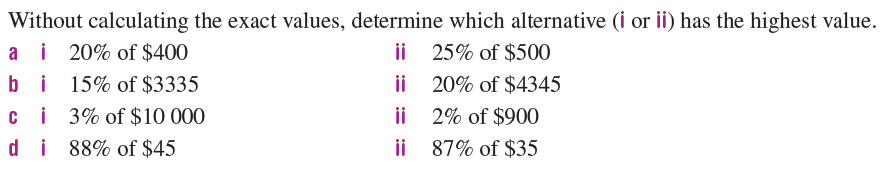 Without calculating the exact values, determine which alternative (i or ii) has the highest value.
a i 20% of $400 ii 25% of $500
b i 15% of $3335 ii 20% of $4345
c i 3% of $10 000 ii 2% of $900
d i 88% of $45 ii 87% of $35